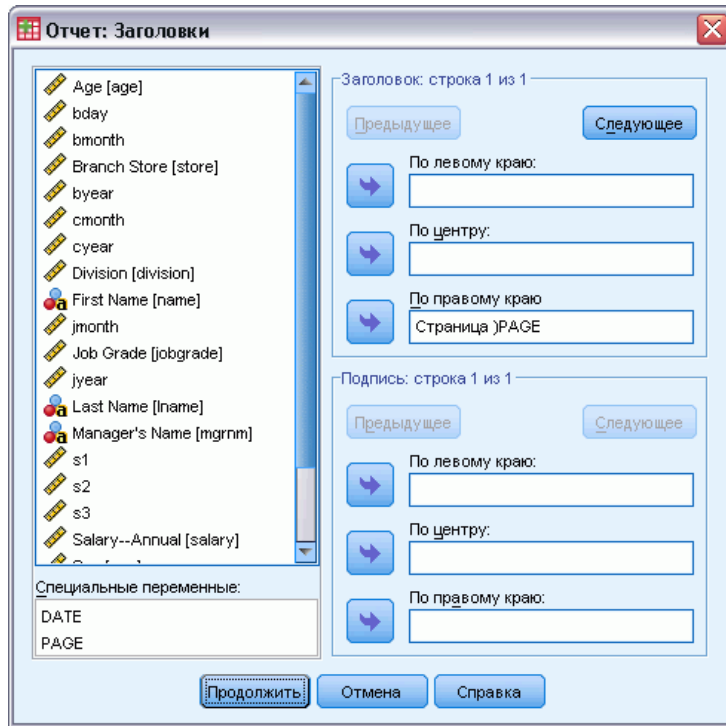 Отчет: Заголовки
Age [age]
bday
bmonth
Branch Store [store]
byear
cmonth
cyear
Division [division]
First Name [name]
jmonth
Job Grade [jobgrade]
jyear
Last Name [lname]
Manager's Name [mgrnm]
s1
s2
s3
Salary--Annual [salary]
Специальные переменные:
DATE
PAGE
Заголовок: строка 1 из 1
Предыдущее Следующее
По левому краю:
По центру:
По правому краю
Страница )PAGE
Подпись: строка 1 из 1
Предыдущее Следующее
По левому краю:
По центру:
По правому краю:
Продолжить Отмена Справка